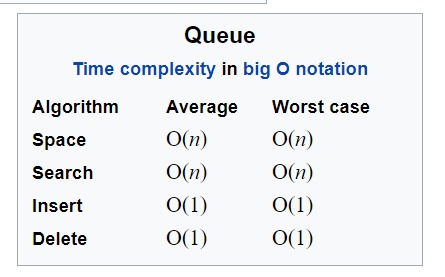 Queue
Time complexity in big O notation
Algorithm Average Worst case
Space O(n) O(n)
Search O(n) O(n)
Insert O(1) O(1)
Delete O(1) O(1)